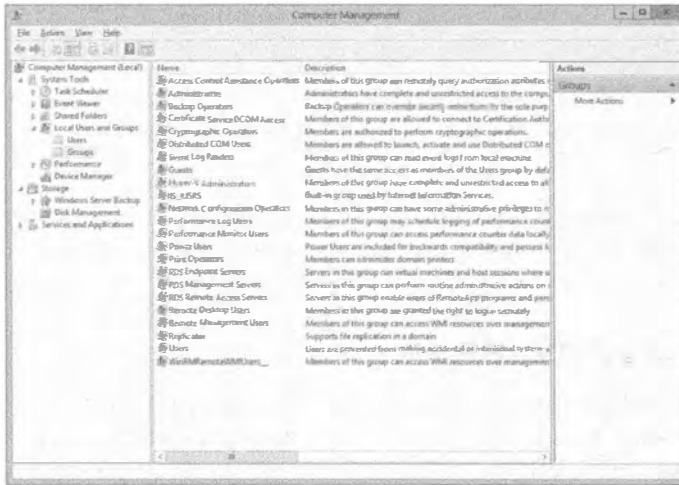 Computer Management
File Action View Help
Computer Management (Local)
System Tools
Task Scheduler
Event Viewer
Shared Folders
Local Users and Groups
Users
Groups
Performance
Device Manager
Storage
Windows Server Backup
Disk Management
Services and Applications
Name Description
Access Control Assistance Operators Members of this group can remotely query authorization attributes
Administrators Administrators have complete and unrestricted access to the comp
Backup Operators Backup Operators can override security restrictions for the sole purp
Certificate Service DCOM Access Members of this group are allowed to connect to Certification Auth
Cryptographic Operators Members are authorized to perform cryptographic operations.
Distributed COM Users Members are allowed to launch, activate and use Distributed COM
Event Log Readers Members of this group can read event logs from local machine
Guests Guests have the same access as members of the Users group by defa
Hyper-V Administrators Members of this group have complete and unrestricted access to all
IIS_IUSRS Built-in group used by Internet Information Services.
Network Configuration Operators Members in this group can have some administrative privileges to
Performance Log Users Members of this group may schedule logging of performance count
Performance Monitor Users Members of this group can access performance counter data locally
Power Users Power Users are included for backwards compatibility and possess
Print Operators Members can administer domain printers
RDS Endpoint Servers Servers in this group run virtual machines and host sessions where
RDS Management Servers Servers in this group can perform routine administrative actions on
RDS Remote Access Servers Servers in this group enable users of RemoteApp programs and pers
Remote Desktop Users Members in this group are granted the right to logon remotely
Remote Management Users Members of this group can access WMI resources over management
Replicator Supports file replication in a domain
Users Users are prevented from making accidental or intentional system
WinRMRemoteWMIUsers__ Members of this group can access WMI resources over management
Actions
Groups
More Actions